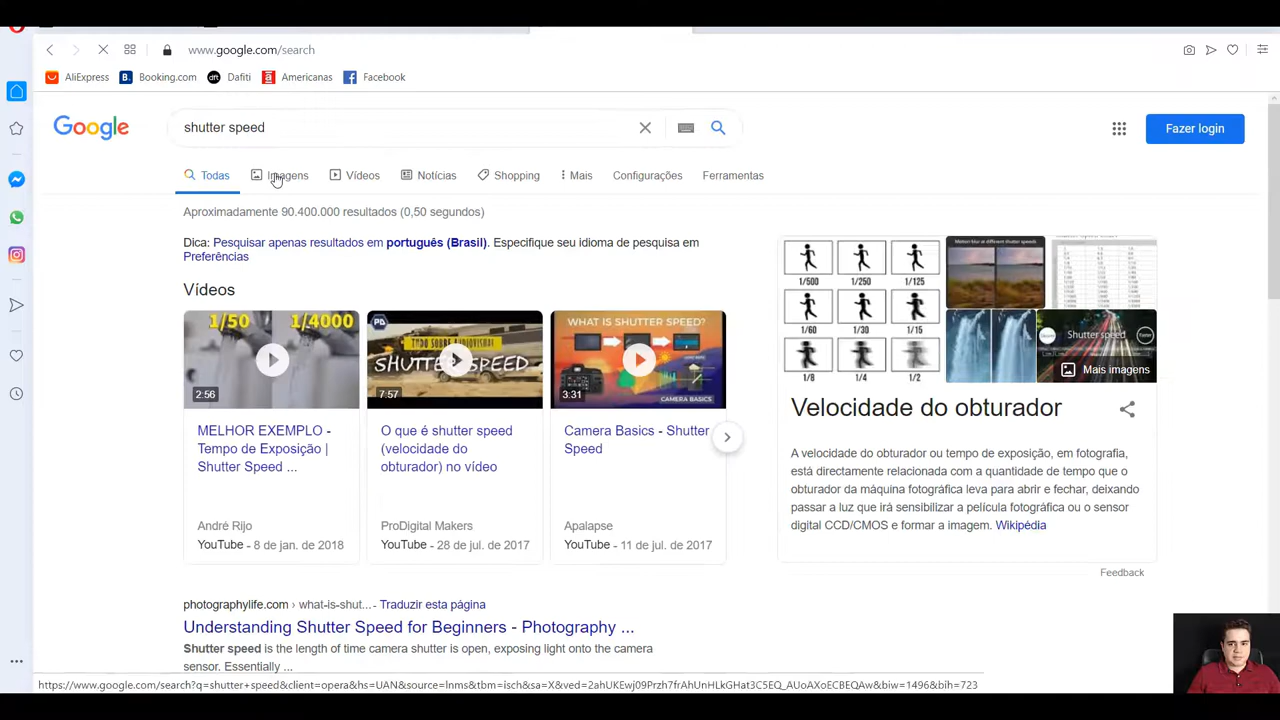 www.google.com/search
AliExpress
Booking.com
Dafiti
Americanas
Facebook
Google
shutter speed
Fazer login
Todas
Imagens
Vídeos
Notícias
Shopping
Mais
Configurações
Ferramentas
Aproximadamente 90.400.000 resultados (0,50 segundos)
Dica: Pesquisar apenas resultados em português (Brasil). Especifique seu idioma de pesquisa em
Preferências
Vídeos
1/50 1/4000
2:56
MELHOR EXEMPLO -
Tempo de Exposição |
Shutter Speed ...
André Rijo
YouTube - 8 de jan. de 2018
TUDO SOBRE AUDIOVISUAL
SHUTTER SPEED
7:57
O que é shutter speed
(velocidade do
obturador) no vídeo
ProDigital Makers
YouTube - 28 de jul. de 2017
WHAT IS SHUTTER SPEED?
CAMERA BASICS
3:31
Camera Basics - Shutter
Speed
Apalapse
YouTube - 11 de jul. de 2017
photographylife.com › what-is-shut... - Traduzir esta página
Understanding Shutter Speed for Beginners - Photography ...
Shutter speed is the length of time camera shutter is open, exposing light onto the camera
sensor. Essentially ...
1/500 1/250 1/125
1/60 1/30 1/15
1/8 1/4 1/2
Motion blur at different shutter speeds
Shutter speed
Mais imagens
Velocidade do obturador
A velocidade do obturador ou tempo de exposição, em fotografia,
está directamente relacionada com a quantidade de tempo que o
obturador da máquina fotográfica leva para abrir e fechar, deixando
passar a luz que irá sensibilizar a película fotográfica ou o sensor
digital CCD/CMOS e formar a imagem. Wikipédia
Feedback
https://www.google.com/search?q=shutter+speed&client=opera&hs=UAN&source=lnms&tbm=isch&sa=X&ved=2ahUKEwj09Przh7frAhUnHLkGHat3C5EQ_AUoAXoECBEQAw&biw=1496&bih=723